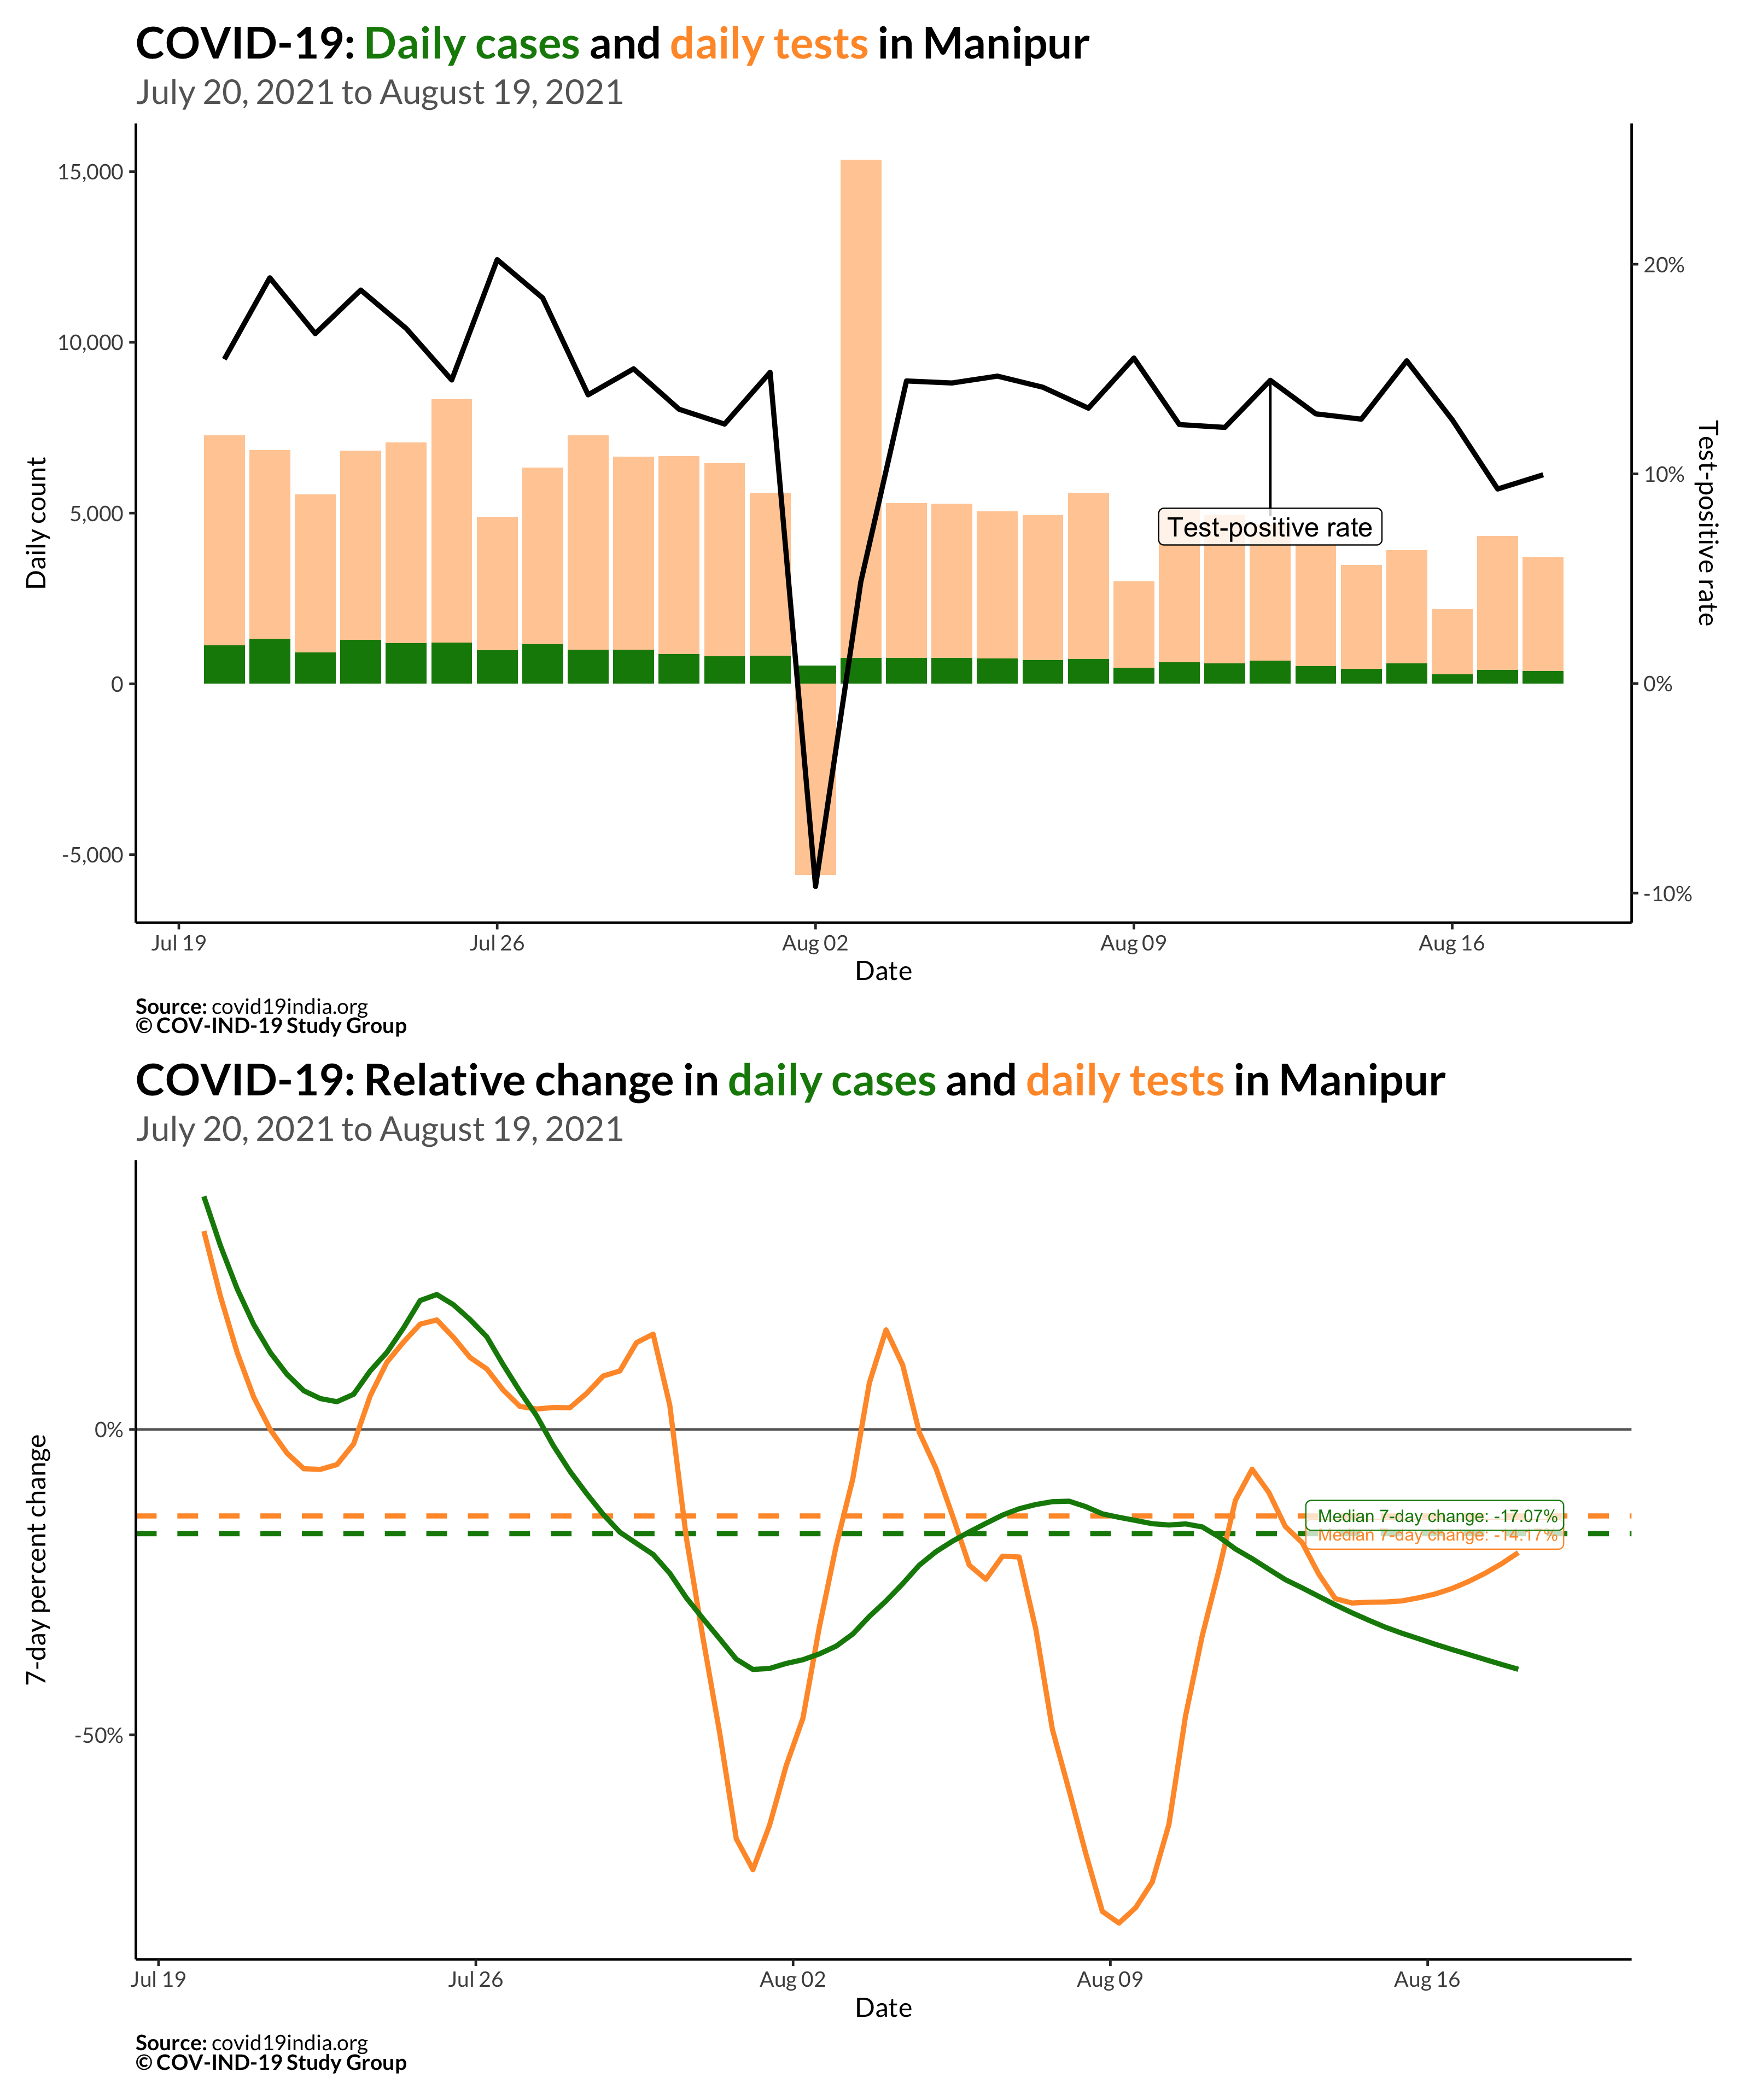 COVID-19: Daily cases and daily tests in Manipur
July 20, 2021 to August 19, 2021
15,000
10,000
5,000
0
-5,000
Daily count
20%
10%
0%
-10%
Test-positive rate
Test-positive rate
Jul 19
Jul 26
Aug 02
Aug 09
Aug 16
Date
Source: covid19india.org
© COV-IND-19 Study Group
COVID-19: Relative change in daily cases and daily tests in Manipur
July 20, 2021 to August 19, 2021
0%
-50%
7-day percent change
Median 7-day change: -17.07%
Median 7-day change: -14.17%
Jul 19
Jul 26
Aug 02
Aug 09
Aug 16
Date
Source: covid19india.org
© COV-IND-19 Study Group